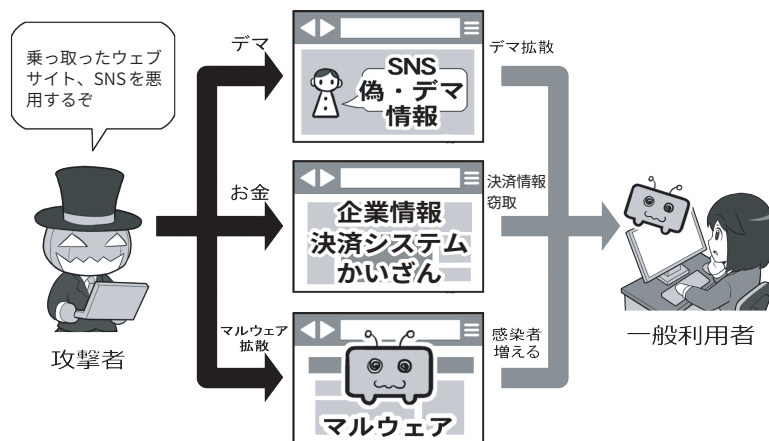 乗っ取ったウェブ
サイト、SNSを悪
用するぞ
攻撃者
デマ
SNS
偽・デマ
情報
デマ拡散
お金
企業情報
決済システム
かいざん
決済情報
窃取
マルウェア
拡散
マルウェア
感染者
増える
一般利用者